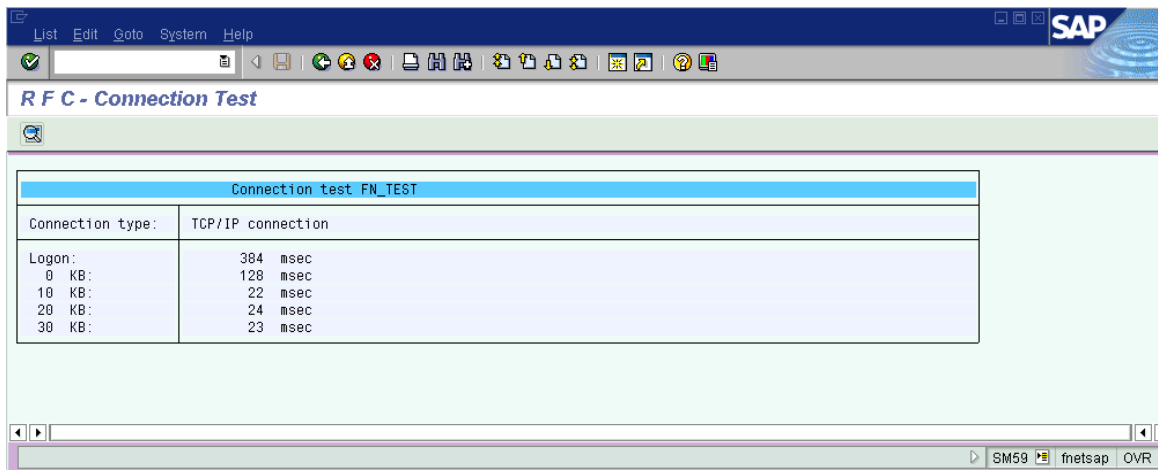 List Edit Goto System Help
SAP
R F C - Connection Test
Connection test FN_TEST
Connection type: TCP/IP connection
Logon: 384 msec
0 KB: 128 msec
10 KB: 22 msec
20 KB: 24 msec
30 KB: 23 msec
SM59 fnetsap OVR